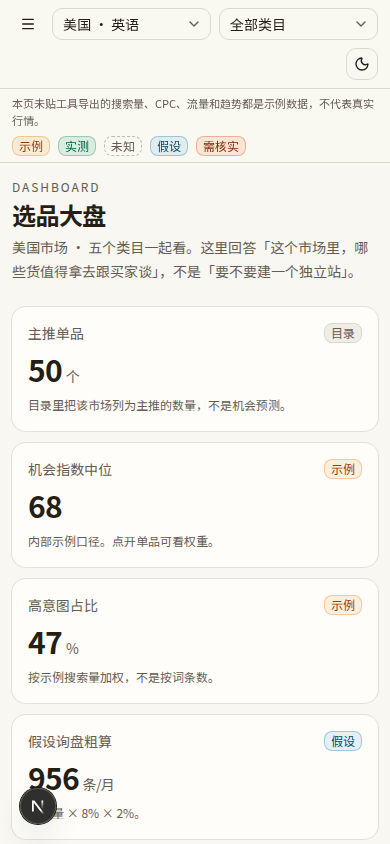 美国 · 英语
全部类目
本页未贴工具导出的搜索量、CPC、流量和趋势都是示例数据，不代表真实
行情。
示例 实测 未知 假设 需核实
DASHBOARD
选品大盘
美国市场 · 五个类目一起看。这里回答「这个市场里，哪
些货值得拿去跟买家谈」，不是「要不要建一个独立站」。
主推单品
目录
50 个
目录里把该市场列为主推的数量，不是机会预测。
机会指数中位
示例
68
内部示例口径。点开单品可看权重。
高意图占比
示例
47 %
按示例搜索量加权，不是按词条数。
假设询盘粗算
假设
956 条/月
量 × 8% × 2%。
N